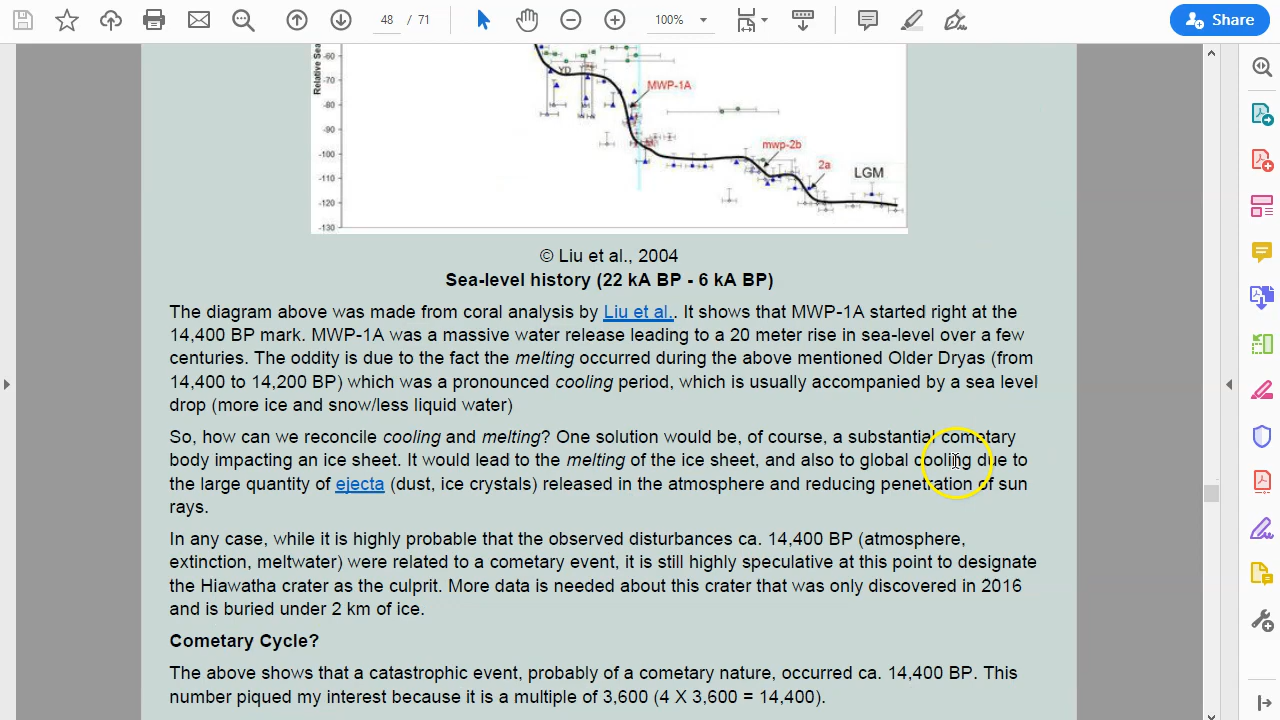 48 / 71
100%
Share
Relative Sea
-60
-70
-80
-90
-100
-110
-120
-130
YD
MWP-1A
mwp-2b
2a
LGM
© Liu et al., 2004
Sea-level history (22 kA BP - 6 kA BP)
The diagram above was made from coral analysis by Liu et al.. It shows that MWP-1A started right at the
14,400 BP mark. MWP-1A was a massive water release leading to a 20 meter rise in sea-level over a few
centuries. The oddity is due to the fact the melting occurred during the above mentioned Older Dryas (from
14,400 to 14,200 BP) which was a pronounced cooling period, which is usually accompanied by a sea level
drop (more ice and snow/less liquid water)
So, how can we reconcile cooling and melting? One solution would be, of course, a substantial cometary
body impacting an ice sheet. It would lead to the melting of the ice sheet, and also to global cooling due to
the large quantity of ejecta (dust, ice crystals) released in the atmosphere and reducing penetration of sun
rays.
In any case, while it is highly probable that the observed disturbances ca. 14,400 BP (atmosphere,
extinction, meltwater) were related to a cometary event, it is still highly speculative at this point to designate
the Hiawatha crater as the culprit. More data is needed about this crater that was only discovered in 2016
and is buried under 2 km of ice.
Cometary Cycle?
The above shows that a catastrophic event, probably of a cometary nature, occurred ca. 14,400 BP. This
number piqued my interest because it is a multiple of 3,600 (4 X 3,600 = 14,400).